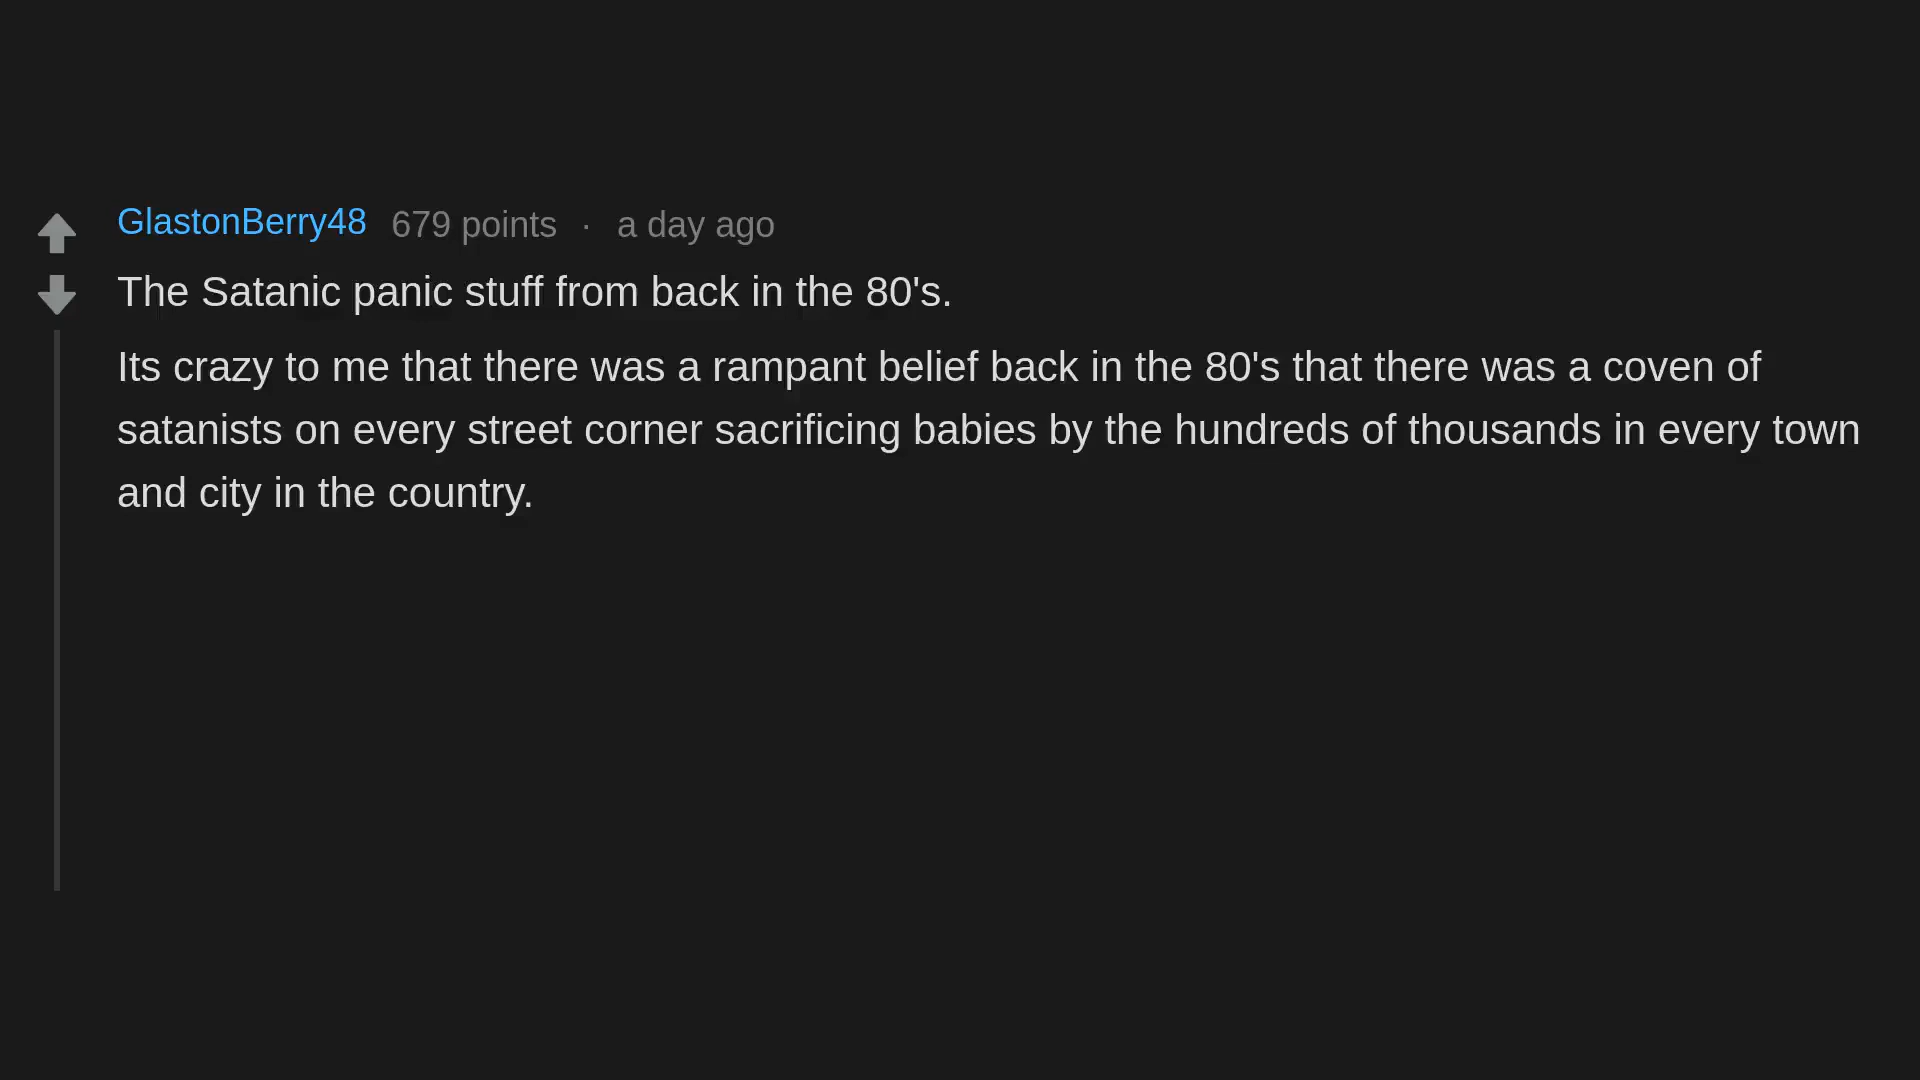 GlastonBerry48 679 points · a day ago
The Satanic panic stuff from back in the 80's.
Its crazy to me that there was a rampant belief back in the 80's that there was a coven of
satanists on every street corner sacrificing babies by the hundreds of thousands in every town
and city in the country.